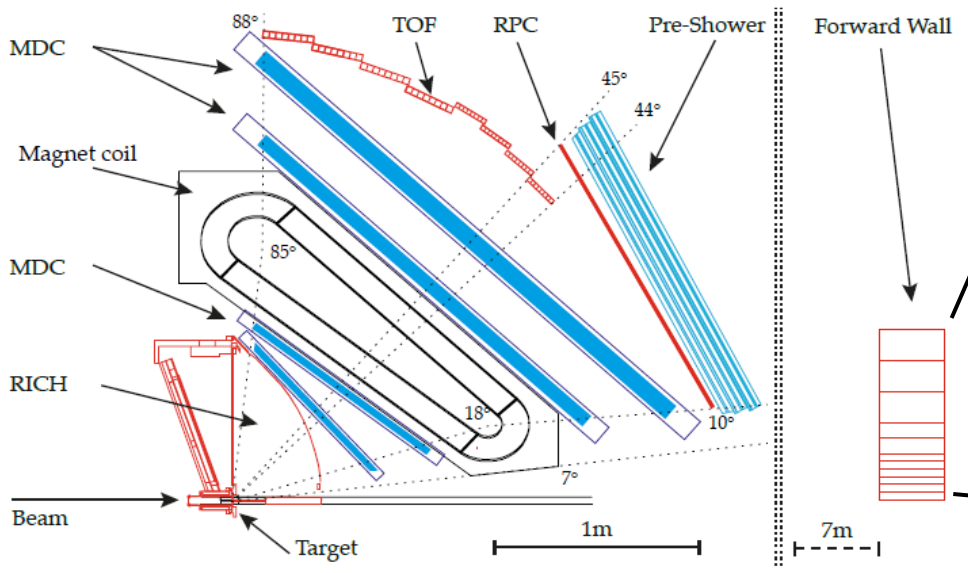 88°
TOF
RPC
Pre-Shower
Forward Wall
MDC
45°
44°
Magnet coil
85°
MDC
RICH
18°
10°
7°
Beam
Target
1m
7m